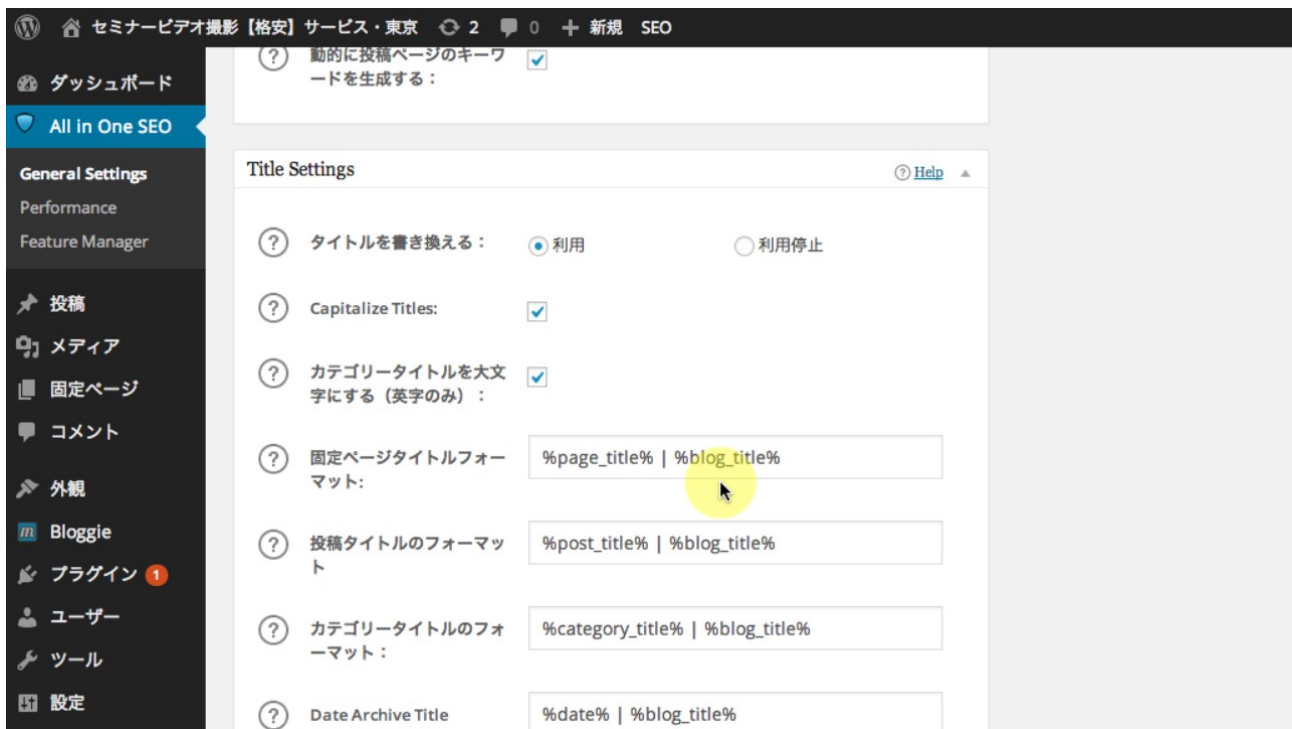 セミナービデオ撮影【格安】サービス・東京 2 0 新規 SEO
ダッシュボード
All in One SEO
General Settings
Performance
Feature Manager
投稿
メディア
固定ページ
コメント
外観
Bloggie
プラグイン 1
ユーザー
ツール
設定
動的に投稿ページのキーワ
ードを生成する：
Title Settings
Help
タイトルを書き換える： 利用 利用停止
Capitalize Titles:
カテゴリータイトルを大文
字にする（英字のみ）：
固定ページタイトルフォー
マット:
%page_title% | %blog_title%
投稿タイトルのフォーマッ
ト
%post_title% | %blog_title%
カテゴリータイトルのフォ
ーマット：
%category_title% | %blog_title%
Date Archive Title
%date% | %blog_title%